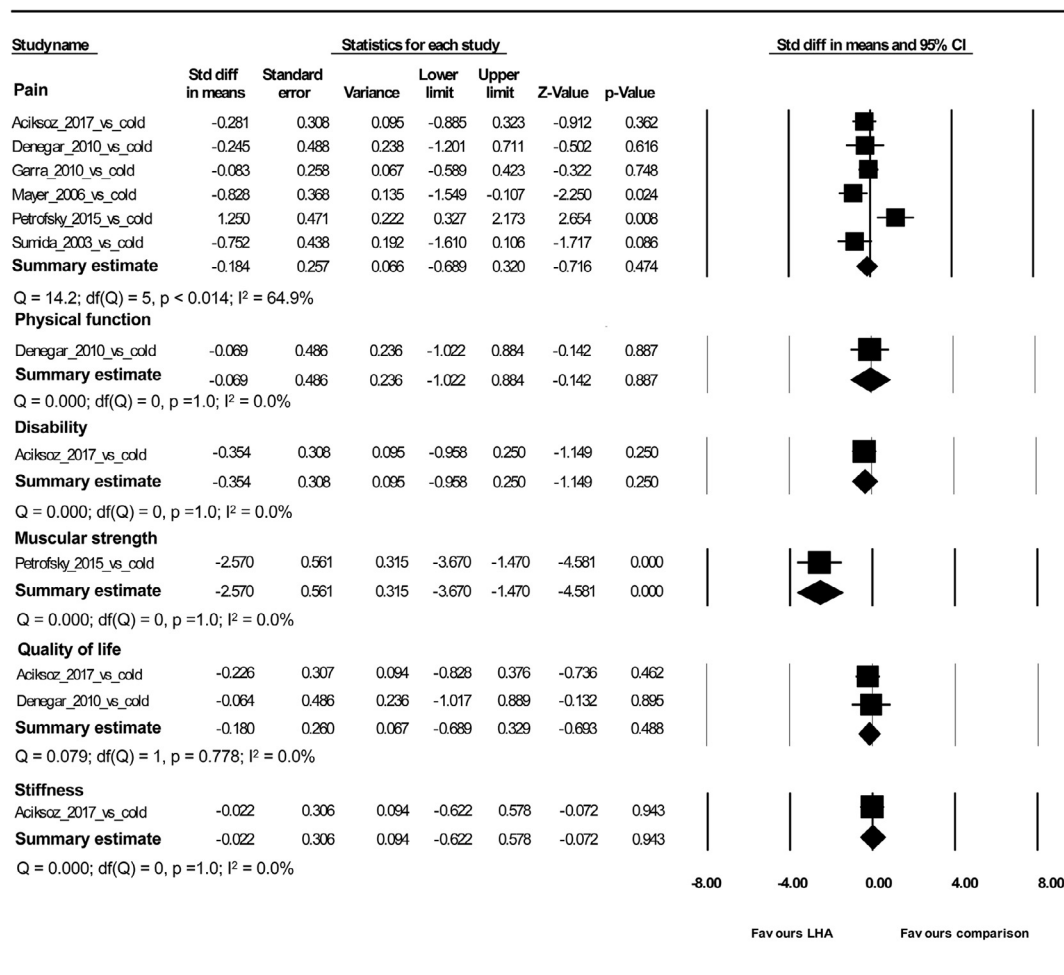 Studyname Statistics for each study Std diff in means and 95% CI
Pain Std diff in means Standard error Variance Lower limit Upper limit Z-Value p-Value
Aciksoz_2017_vs_cold -0.281 0.308 0.095 -0.885 0.323 -0.912 0.362
Denegar_2010_vs_cold -0.245 0.488 0.238 -1.201 0.711 -0.502 0.616
Garra_2010_vs_cold -0.083 0.258 0.067 -0.589 0.423 -0.322 0.748
Mayer_2006_vs_cold -0.828 0.368 0.135 -1.549 -0.107 -2.250 0.024
Petrofsky_2015_vs_cold 1.250 0.471 0.222 0.327 2.173 2.654 0.008
Sumida_2003_vs_cold -0.752 0.438 0.192 -1.610 0.106 -1.717 0.086
Summary estimate -0.184 0.257 0.066 -0.689 0.320 -0.716 0.474
Q = 14.2; df(Q) = 5, p < 0.014; I² = 64.9%
Physical function
Denegar_2010_vs_cold -0.069 0.486 0.236 -1.022 0.884 -0.142 0.887
Summary estimate -0.069 0.486 0.236 -1.022 0.884 -0.142 0.887
Q = 0.000; df(Q) = 0, p =1.0; I² = 0.0%
Disability
Aciksoz_2017_vs_cold -0.354 0.308 0.095 -0.958 0.250 -1.149 0.250
Summary estimate -0.354 0.308 0.095 -0.958 0.250 -1.149 0.250
Q = 0.000; df(Q) = 0, p =1.0; I² = 0.0%
Muscular strength
Petrofsky_2015_vs_cold -2.570 0.561 0.315 -3.670 -1.470 -4.581 0.000
Summary estimate -2.570 0.561 0.315 -3.670 -1.470 -4.581 0.000
Q = 0.000; df(Q) = 0, p =1.0; I² = 0.0%
Quality of life
Aciksoz_2017_vs_cold -0.226 0.307 0.094 -0.828 0.376 -0.736 0.462
Denegar_2010_vs_cold -0.064 0.486 0.236 -1.017 0.889 -0.132 0.895
Summary estimate -0.180 0.260 0.067 -0.689 0.329 -0.693 0.488
Q = 0.079; df(Q) = 1, p = 0.778; I² = 0.0%
Stiffness
Aciksoz_2017_vs_cold -0.022 0.306 0.094 -0.622 0.578 -0.072 0.943
Summary estimate -0.022 0.306 0.094 -0.622 0.578 -0.072 0.943
Q = 0.000; df(Q) = 0, p =1.0; I² = 0.0%
-8.00 -4.00 0.00 4.00 8.00
Favours LHA Favours comparison